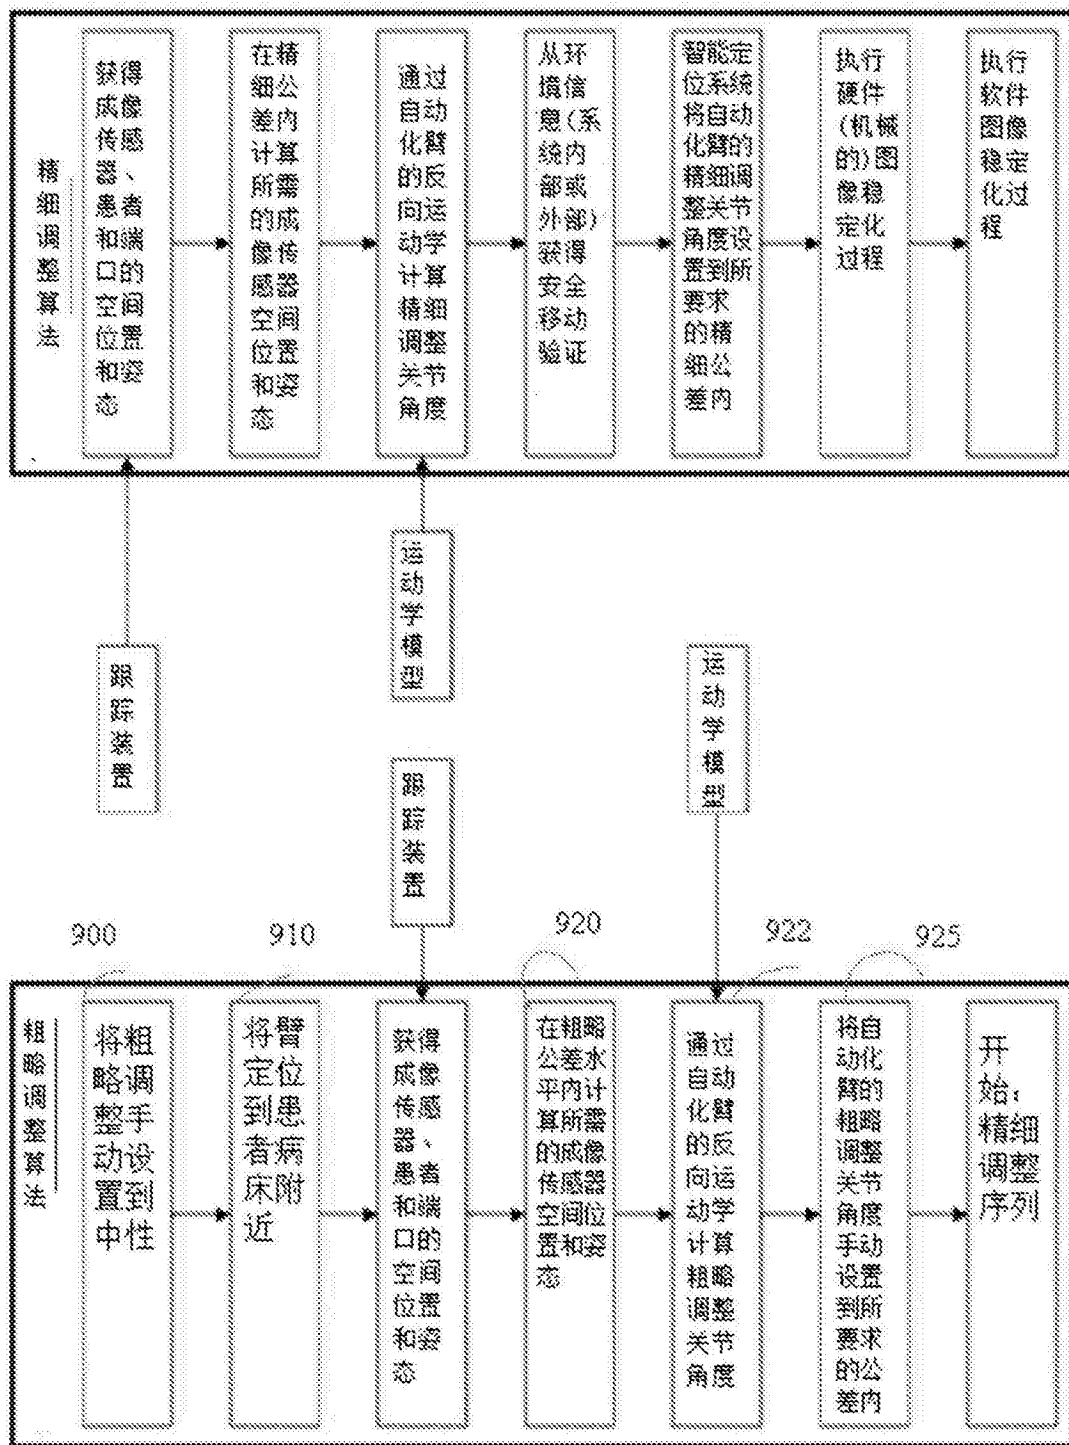 精
细
调
整
算
法
获得
成像
传感
器、
患者
和端
口的
空间
位置
和姿
态
在精
细公
差内
计算
所需
的成
像传
感器
空间
位置
和姿
态
通过
自动
化臂
的反
向运
动学
计算
精细
调整
关节
角度
从环
境信
息(系
统内
部或
外部)
获得
安全
移动
验证
智能定
位系统
将自动
化臂的
精细调
整关节
角度设
置到所
要求
的精
细公
差内
执行
硬件
(机械
的)图
像稳
定化
过程
执行
软件
图像
稳定
化过
程
跟
踪
装
置
运
动
学
模
型
跟
踪
装
置
运
动
学
模
型
900
910
920
922
925
粗
略
调
整
算
法
将粗
略调
整手
动设
置到
中性
将臂
定位
到患
者病
床附
近
获得
成像
传感
器、
患者
和端
口的
空间
位置
和姿
态
在粗略
公差水
平内计
算所需
的成像
传感器
空间位
置和姿
态
通过
自动
化臂
的反
向运
动学
计算
粗略
调整
关节
角度
将自
动化
臂的
粗略
调整
关节
角度
手动
设置
到所
要求
的公
差内
开
始：
精细
调整
序列